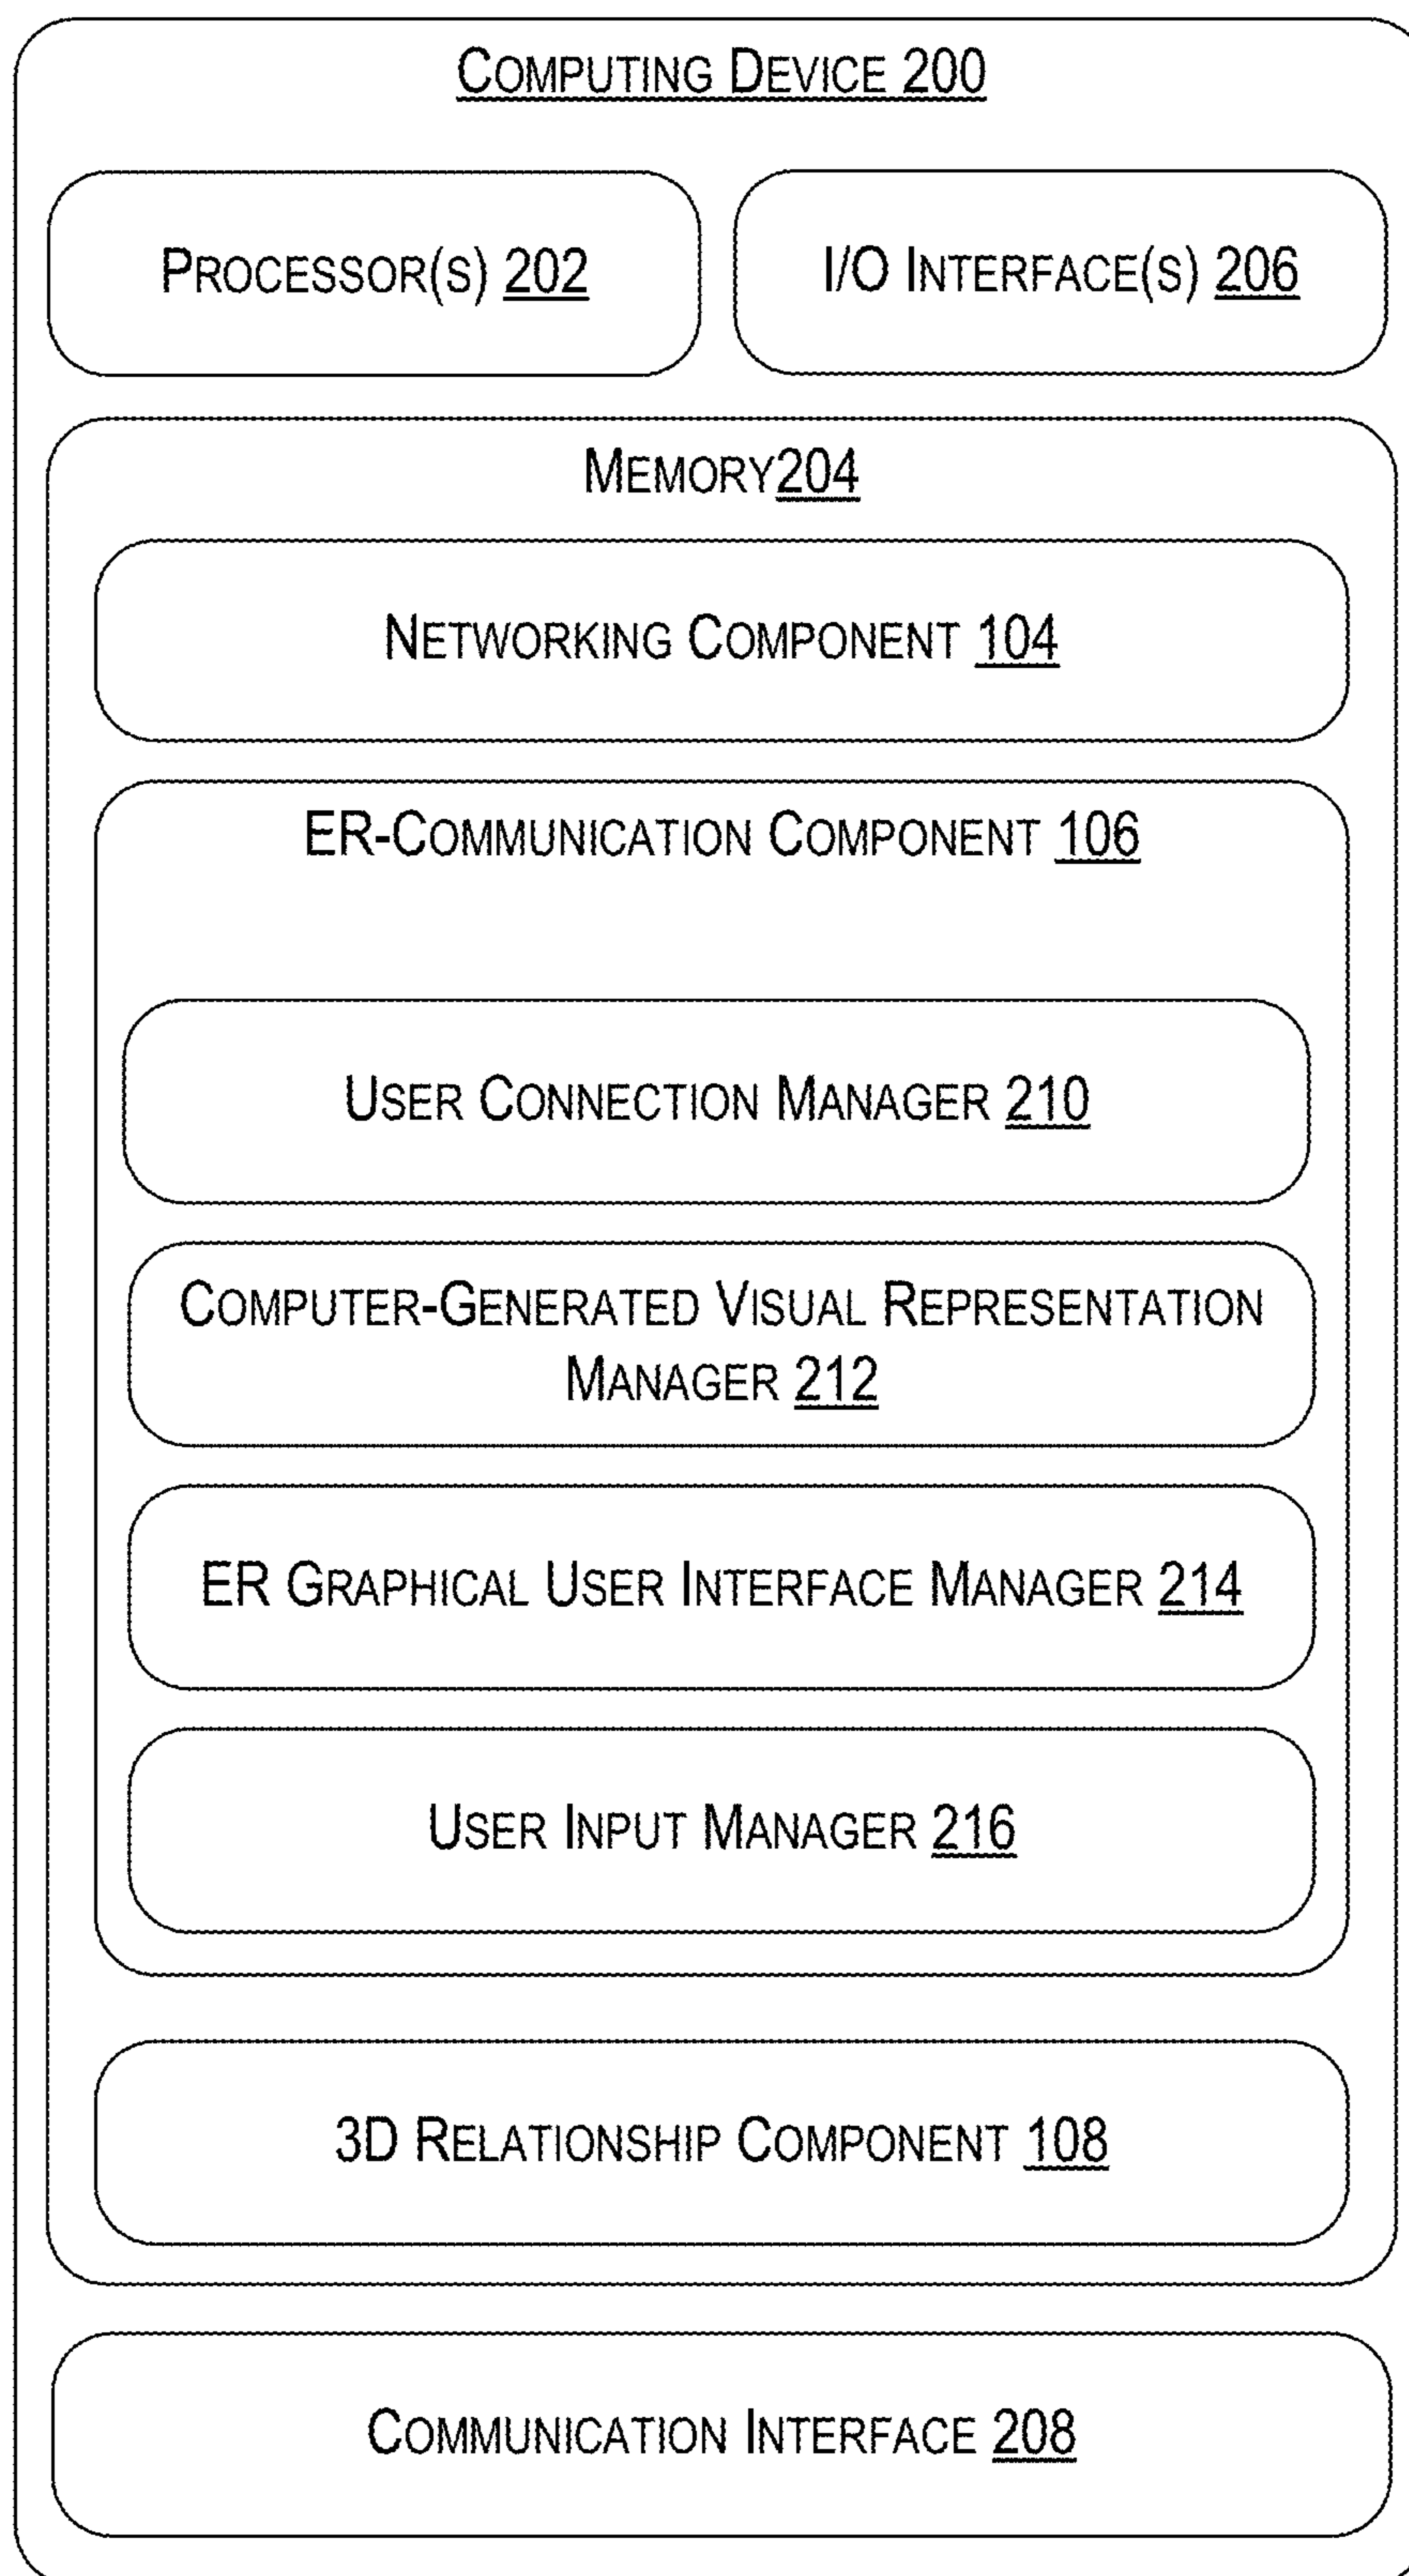 COMPUTING DEVICE 200
PROCESSOR(S) 202
I/O INTERFACE(S) 206
MEMORY204
NETWORKING COMPONENT 104
ER-COMMUNICATION COMPONENT 106
USER CONNECTION MANAGER 210
COMPUTER-GENERATED VISUAL REPRESENTATION
MANAGER 212
ER GRAPHICAL USER INTERFACE MANAGER 214
USER INPUT MANAGER 216
3D RELATIONSHIP COMPONENT 108
COMMUNICATION INTERFACE 208